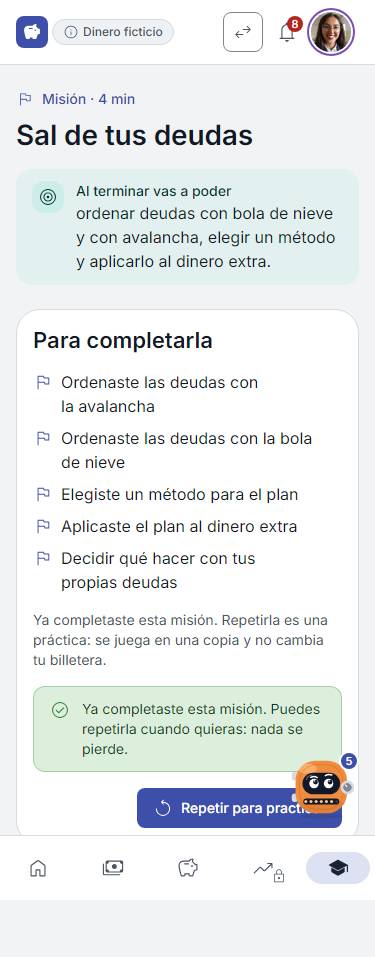 Dinero ficticio
8
Misión · 4 min
Sal de tus deudas
Al terminar vas a poder
ordenar deudas con bola de nieve
y con avalancha, elegir un método
y aplicarlo al dinero extra.
Para completarla
Ordenaste las deudas con
la avalancha
Ordenaste las deudas con la bola
de nieve
Elegiste un método para el plan
Aplicaste el plan al dinero extra
Decidir qué hacer con tus
propias deudas
Ya completaste esta misión. Repetirla es una
práctica: se juega en una copia y no cambia
tu billetera.
Ya completaste esta misión. Puedes
repetirla cuando quieras: nada se
pierde.
5
Repetir para